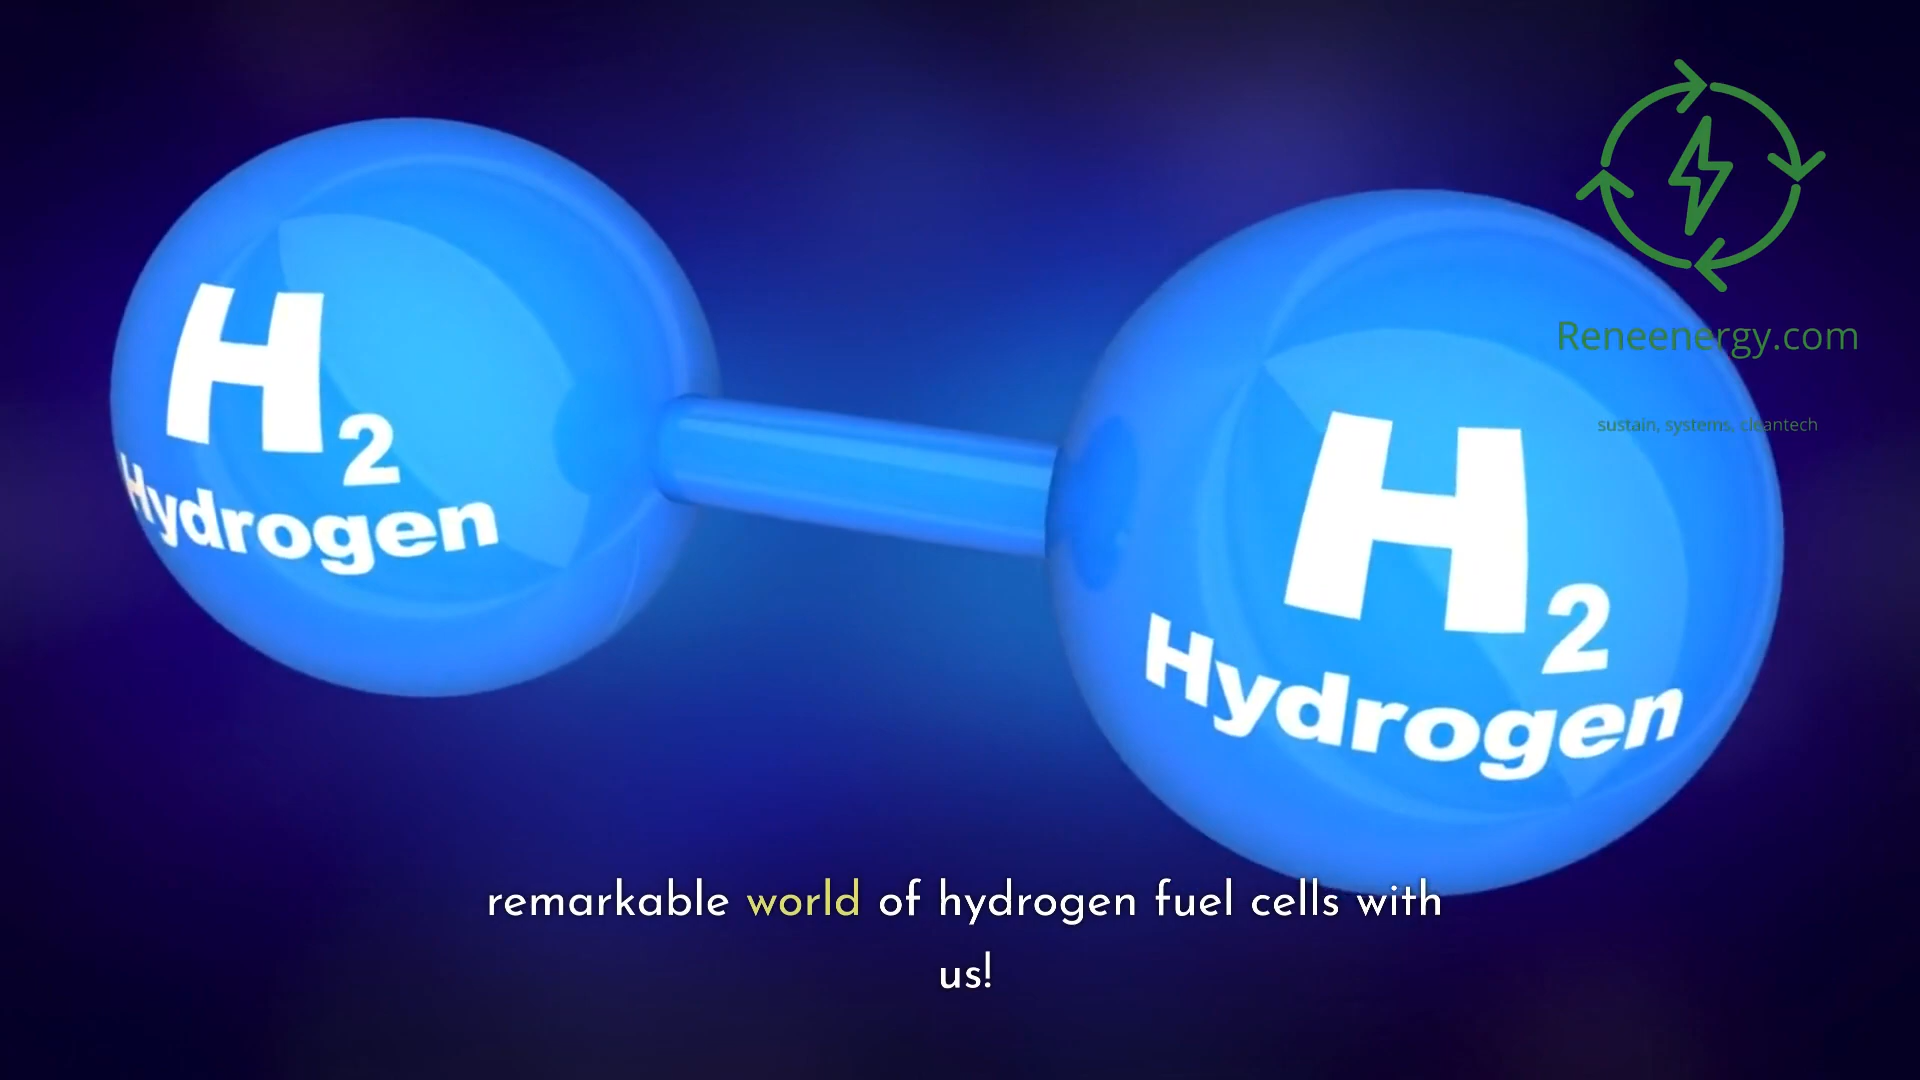 H2
Hydrogen
H2
Hydrogen
Reneenergy.com
sustain, systems, cleantech
remarkable world of hydrogen fuel cells with
us!